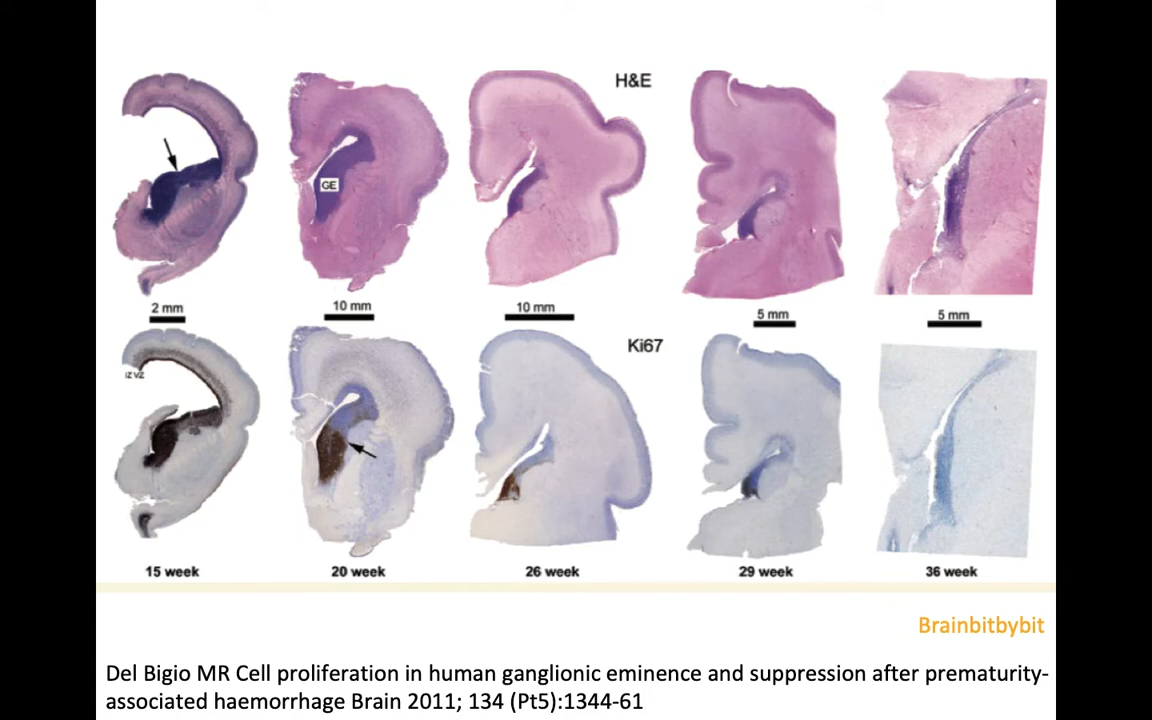 H&E
GE
2 mm
10 mm
10 mm
5 mm
5 mm
Ki67
IZ VZ
15 week
20 week
26 week
29 week
36 week
Brainbitbybit
Del Bigio MR Cell proliferation in human ganglionic eminence and suppression after prematurity-
associated haemorrhage Brain 2011; 134 (Pt5):1344-61